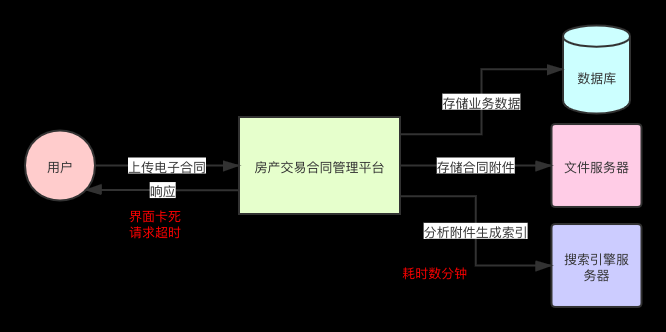 数据库
存储业务数据
用户
上传电子合同
房产交易合同管理平台
存储合同附件
文件服务器
响应
界面卡死
请求超时
分析附件生成索引
耗时数分钟
搜索引擎服
务器